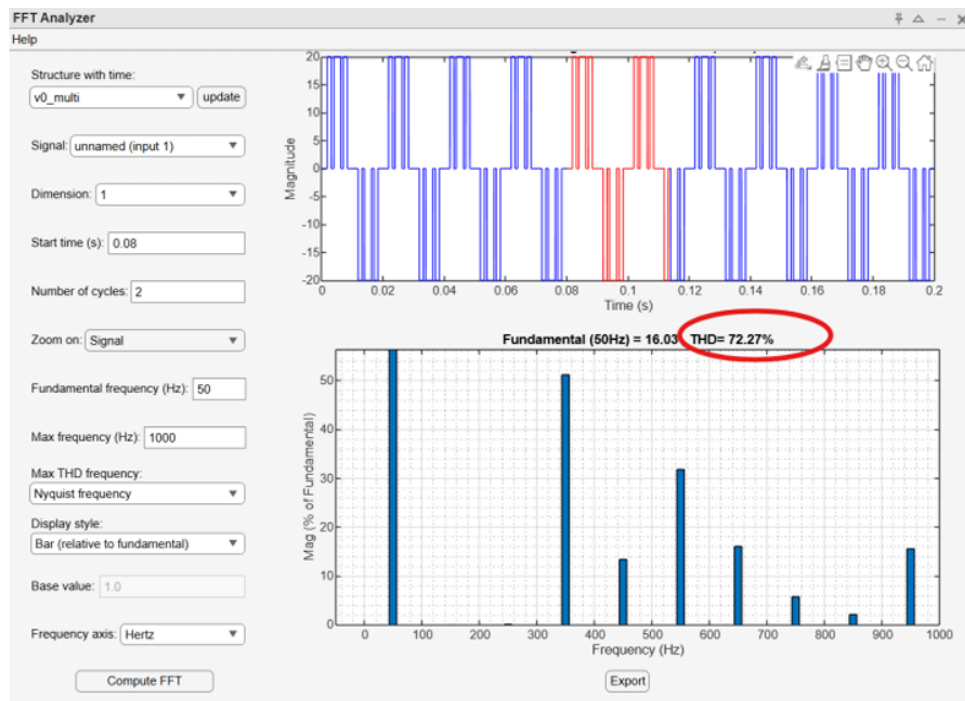 FFT Analyzer
Help
Structure with time:
v0_multi
update
Signal: unnamed (input 1)
Dimension: 1
Start time (s): 0.08
Number of cycles: 2
Zoom on: Signal
Fundamental frequency (Hz): 50
Max frequency (Hz): 1000
Max THD frequency:
Nyquist frequency
Display style:
Bar (relative to fundamental)
Base value: 1.0
Frequency axis: Hertz
Compute FFT
20
15
10
5
0
-5
-10
-15
-20
Magnitude
0 0.02 0.04 0.06 0.08 0.1 0.12 0.14 0.16 0.18 0.2
Time (s)
Fundamental (50Hz) = 16.03 THD= 72.27%
50
40
30
20
10
0
Mag (% of Fundamental)
0 100 200 300 400 500 600 700 800 900 1000
Frequency (Hz)
Export